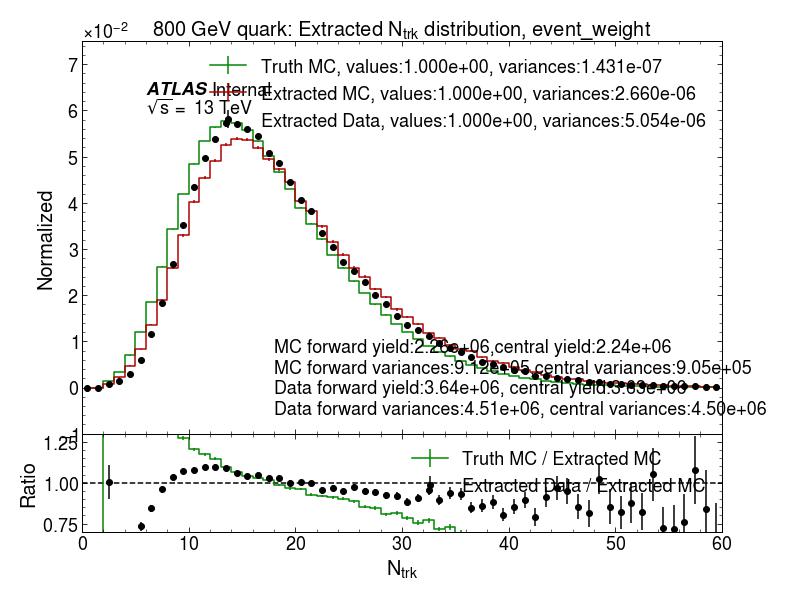 ×10⁻²
800 GeV quark: Extracted Ntrk distribution, event_weight
Truth MC, values:1.000e+00, variances:1.431e-07
ATLAS Internal
Extracted MC, values:1.000e+00, variances:2.660e-06
√s = 13 TeV
Extracted Data, values:1.000e+00, variances:5.054e-06
7
6
5
4
3
2
1
0
1
Normalized
MC forward yield:2.26e+06,central yield:2.24e+06
MC forward variances:9.12e+05,central variances:9.05e+05
Data forward yield:3.64e+06, central yield:3.63e+06
Data forward variances:4.51e+06, central variances:4.50e+06
1.25
1.00
0.75
Ratio
Truth MC / Extracted MC
Extracted Data / Extracted MC
0 10 20 30 40 50 60
Ntrk